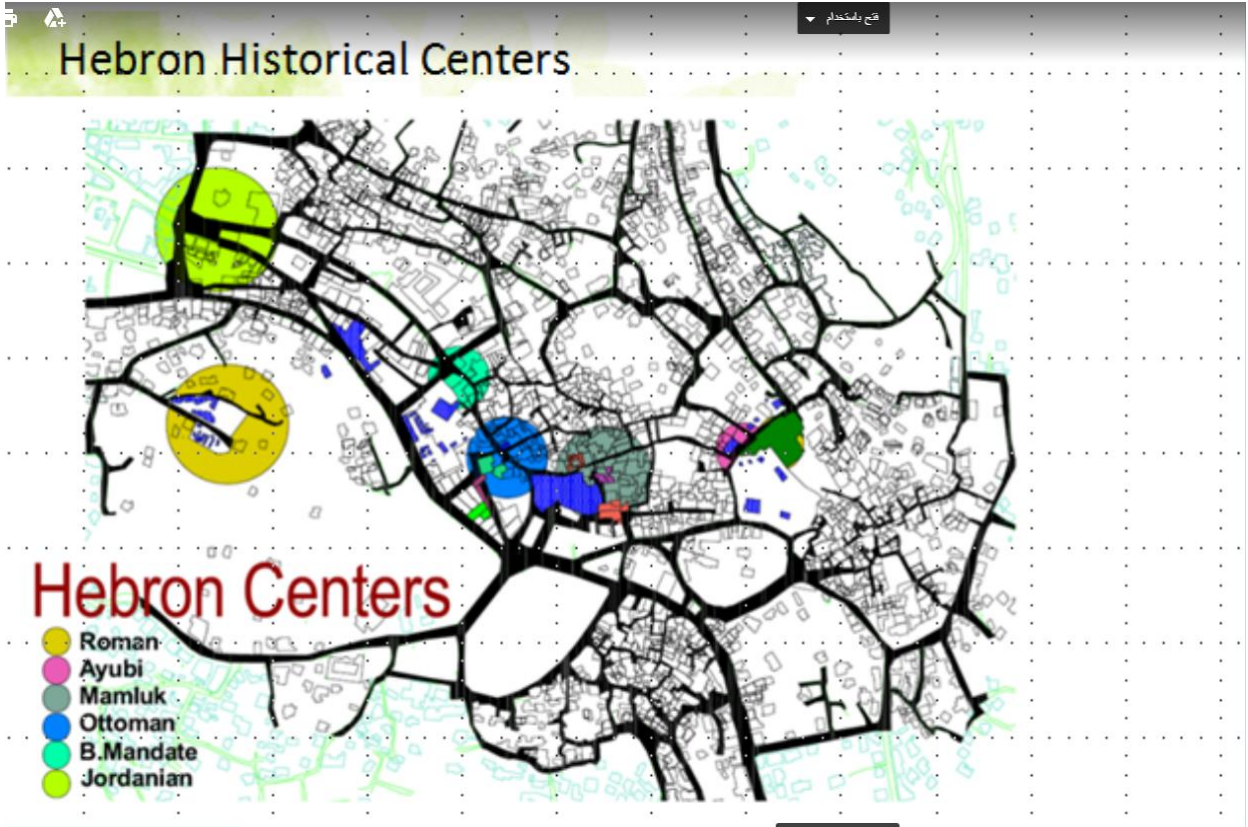 فتح باستخدام
Hebron Historical Centers
Hebron Centers
Roman
Ayubi
Mamluk
Ottoman
B.Mandate
Jordanian